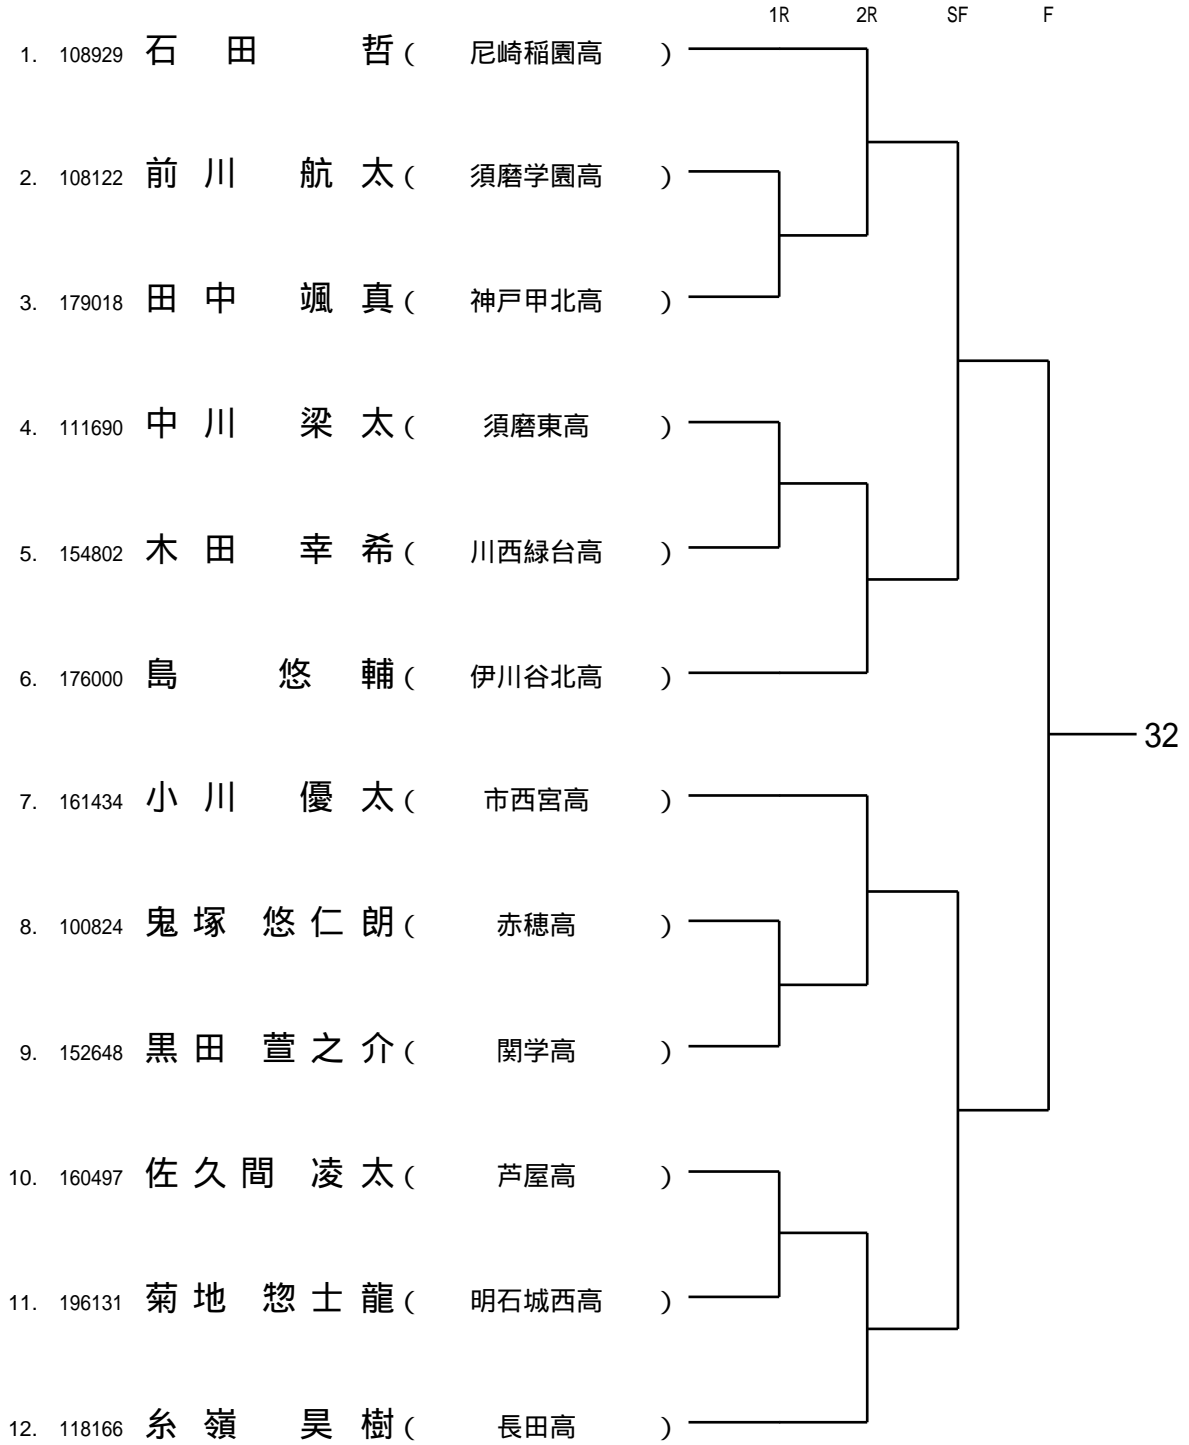 1R 2R SF F
1. 108929 石田 哲 ( 尼崎稲園高 )
2. 108122 前川 航太 ( 須磨学園高 )
3. 179018 田中 颯真 ( 神戸甲北高 )
4. 111690 中川 梁太 ( 須磨東高 )
5. 154802 木田 幸希 ( 川西緑台高 )
6. 176000 島 悠輔 ( 伊川谷北高 )
32
7. 161434 小川 優太 ( 市西宮高 )
8. 100824 鬼塚 悠仁朗 ( 赤穂高 )
9. 152648 黒田 萱之介 ( 関学高 )
10. 160497 佐久間 凌太 ( 芦屋高 )
11. 196131 菊地 惣士龍 ( 明石城西高 )
12. 118166 糸嶺 昊樹 ( 長田高 )